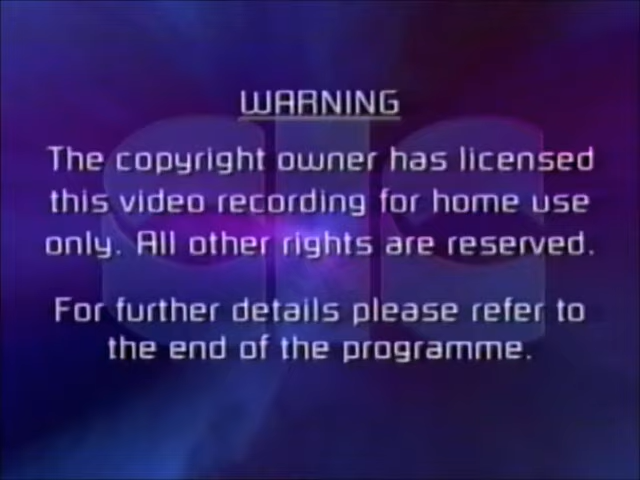 WARNING
The copyright owner has licensed
this video recording for home use
only. All other rights are reserved.
For further details please refer to
the end of the programme.